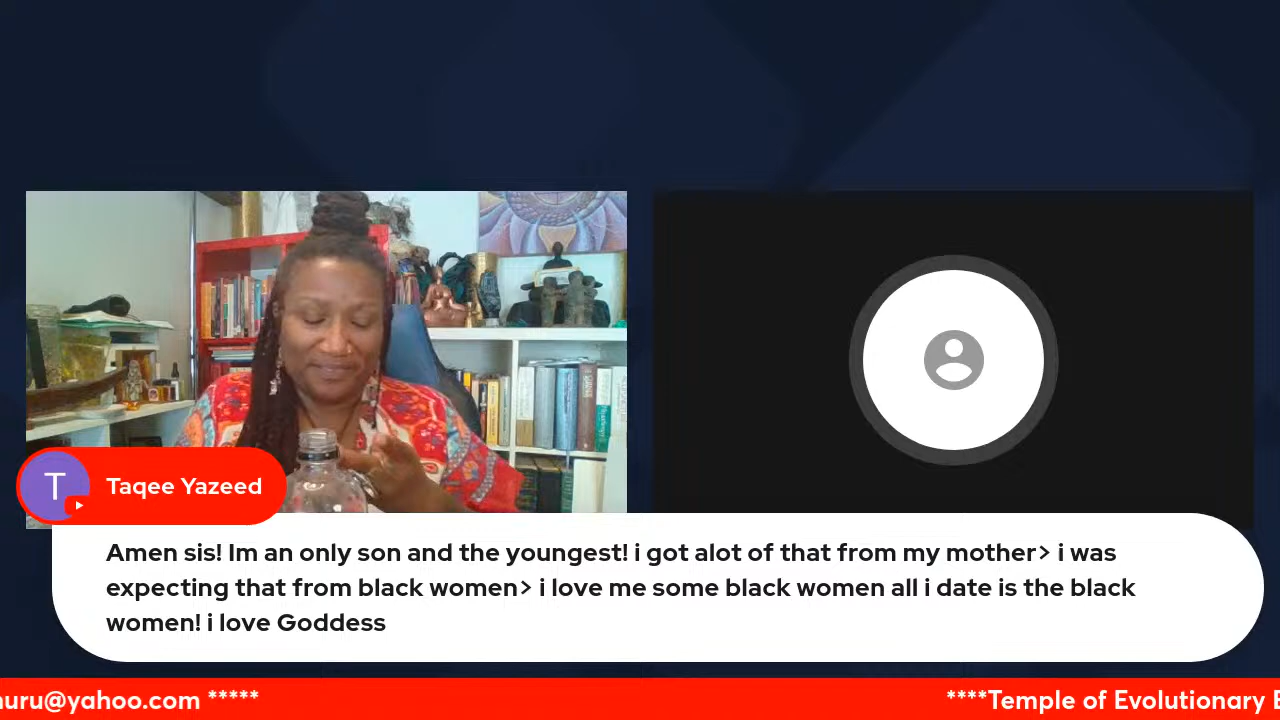 T
Taqee Yazeed
Amen sis! Im an only son and the youngest! i got alot of that from my mother> i was
expecting that from black women> i love me some black women all i date is the black
women! i love Goddess
uru@yahoo.com ***** ****Temple of Evolutionary